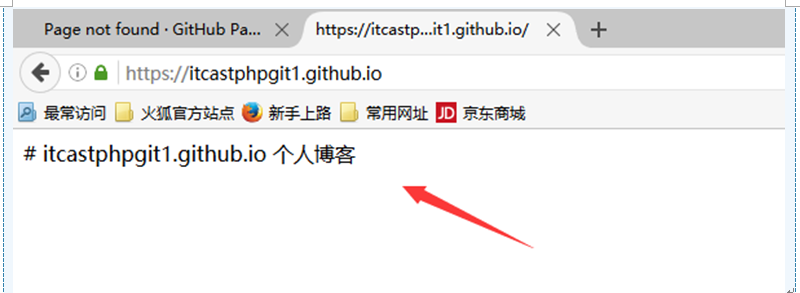 Page not found · GitHub Pa...
https://itcastp...it1.github.io/
https://itcastphpgit1.github.io
最常访问 火狐官方站点 新手上路 常用网址 JD 京东商城
# itcastphpgit1.github.io 个人博客